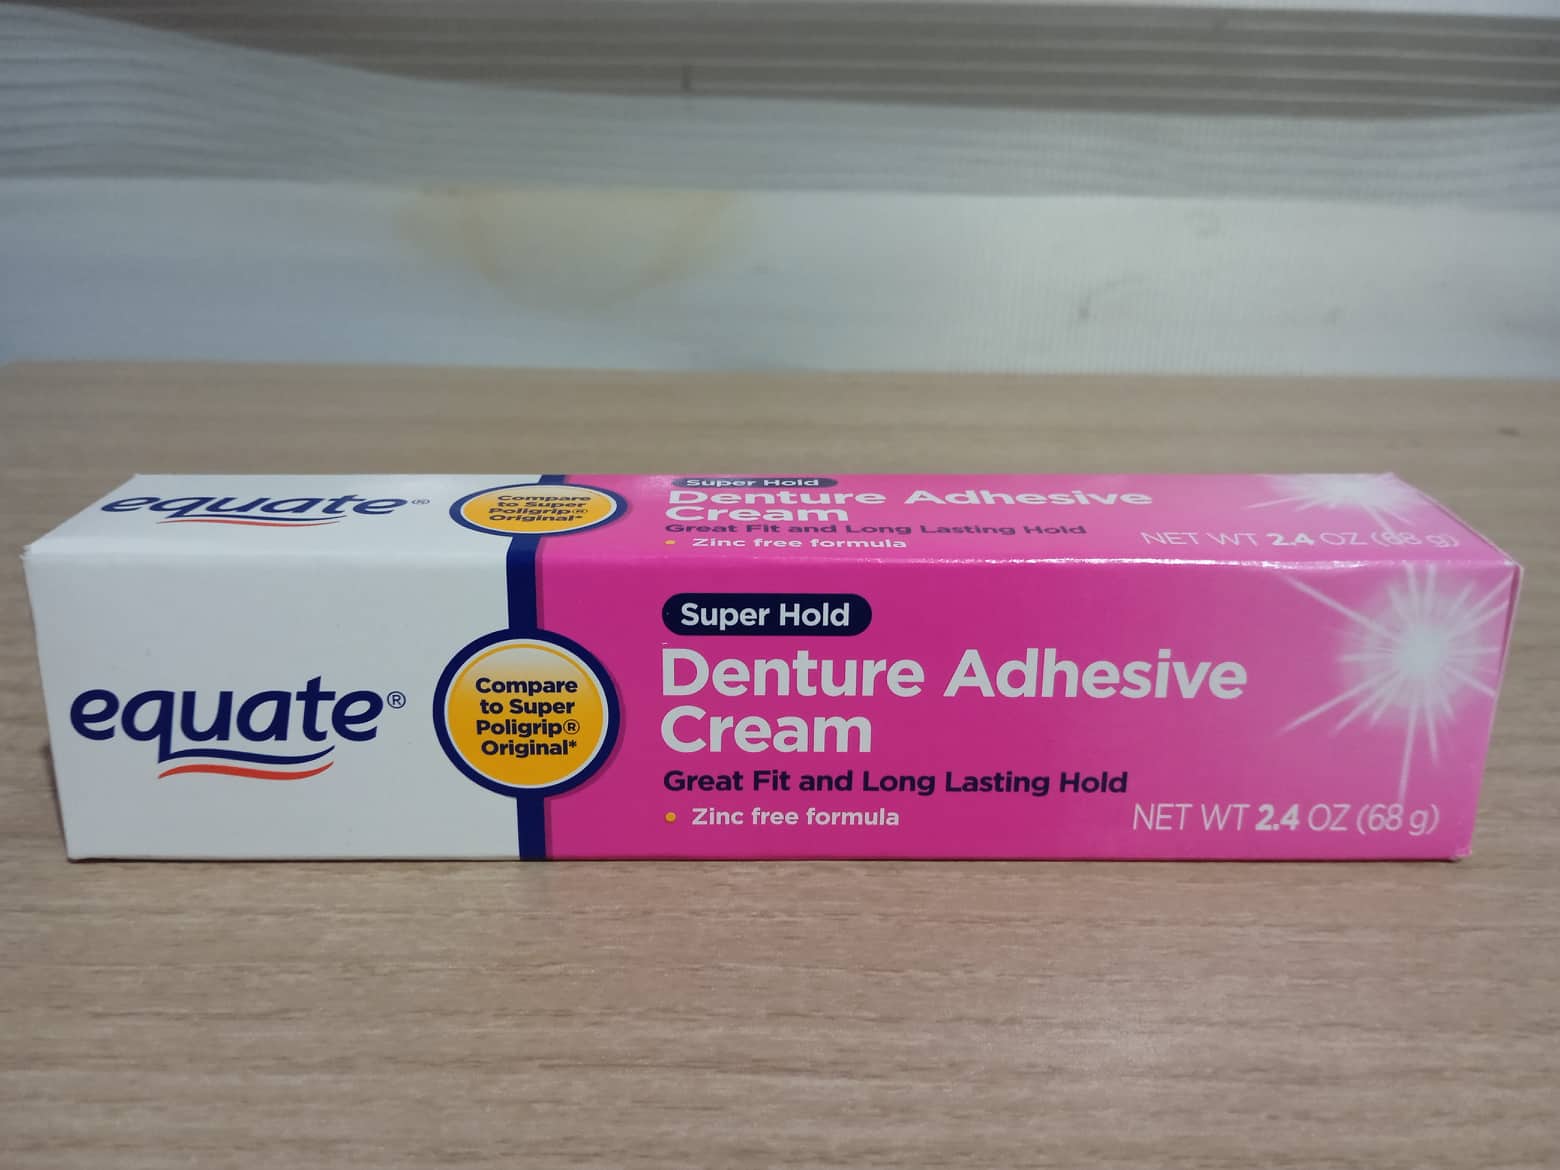 equate®
Compare
to Super
Poligrip®
Original*
Super Hold
Denture Adhesive
Cream
Great Fit and Long Lasting Hold
• Zinc free formula
NET WT 2.4 OZ (68 g)
equate®
Compare
to Super
Poligrip®
Original*
Super Hold
Denture Adhesive
Cream
Great Fit and Long Lasting Hold
• Zinc free formula
NET WT 2.4 OZ (68 g)